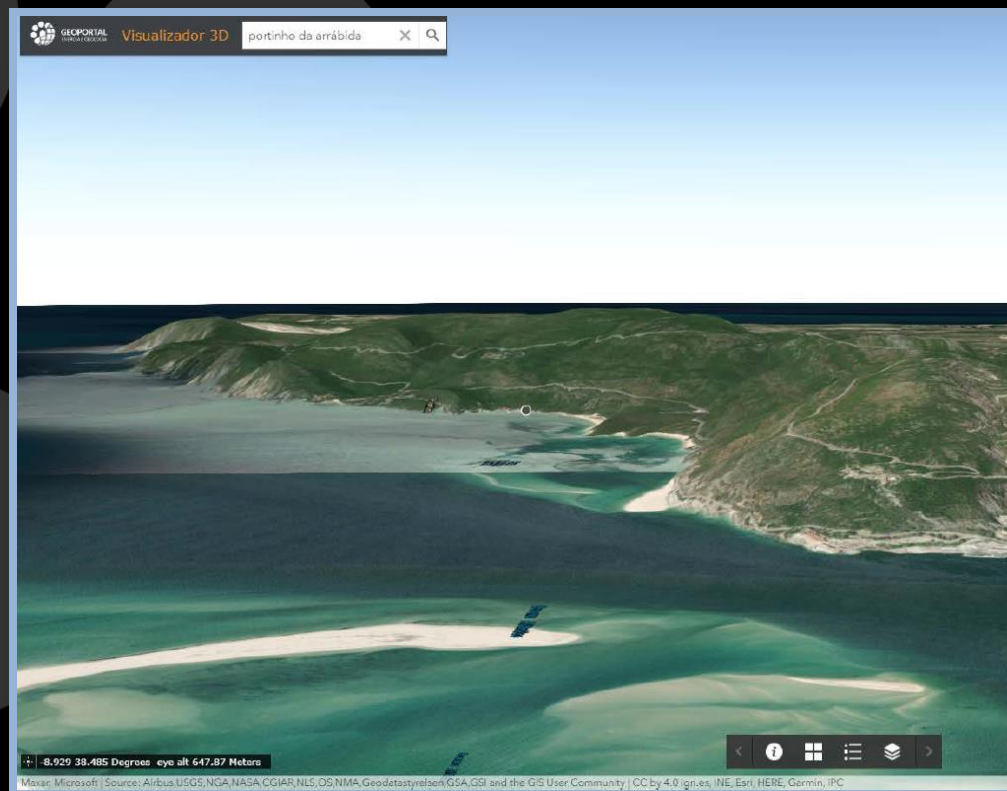 GEOPORTAL
ENERGIA E GEOLOGIA
Visualizador 3D
portinho da arrábida
-8.929 38.485 Degrees eye alt 647.87 Meters
Maxar, Microsoft | Source: Airbus,USGS,NGA,NASA,CGIAR,NLS,OS,NMA,Geodatastyrelsen,GSA,GSI and the GIS User Community | CC by 4.0 ign.es, INE, Esri, HERE, Garmin, IPC